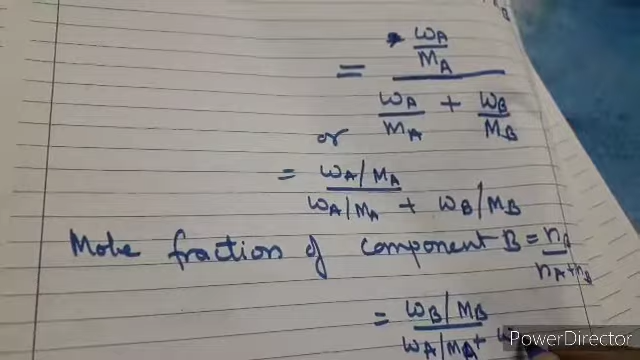 = (wA/MA) / (wA/MA + wB/MB)
or
= wA/MA / (wA/MA + wB/MB)
Mole fraction of component B = nB / (nA+nB)
= wB/MB / (wA/MA +
PowerDirector